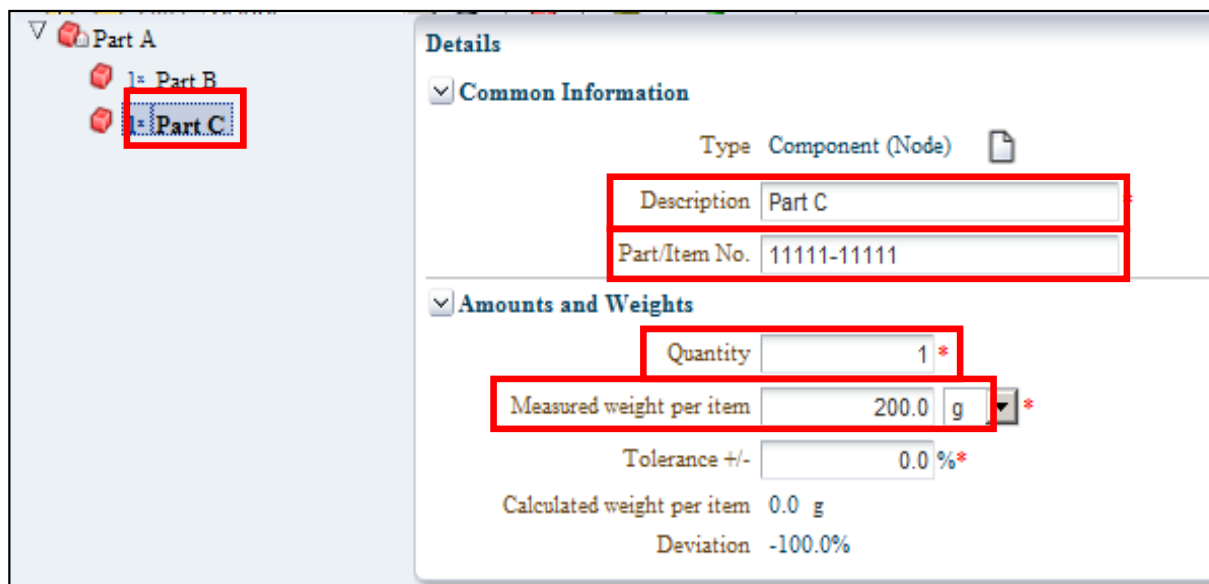 Part A
1x Part B
1x Part C
Details
Common Information
Type Component (Node)
Description Part C *
Part/Item No. 11111-11111
Amounts and Weights
Quantity 1 *
Measured weight per item 200.0 g *
Tolerance +/- 0.0 %*
Calculated weight per item 0.0 g
Deviation -100.0%